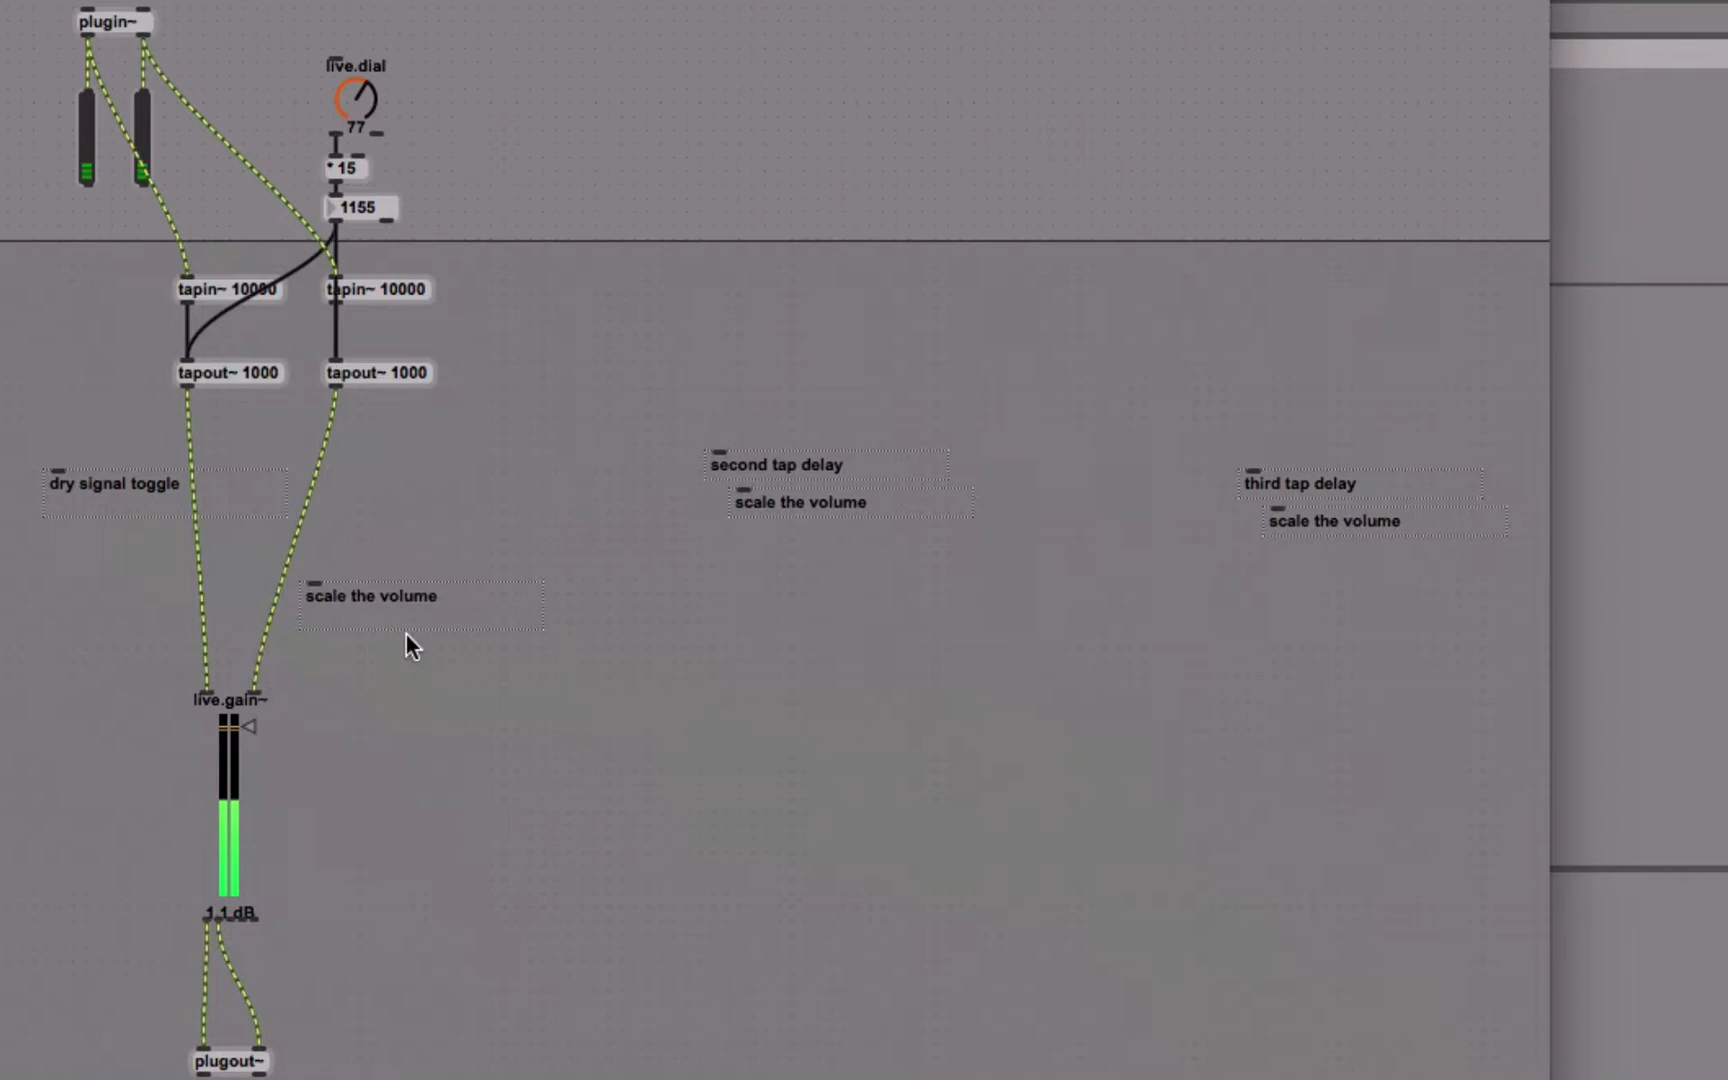 plugin~
live.dial
77
* 15
1155
tapin~ 10000
tapin~ 10000
tapout~ 1000
tapout~ 1000
dry signal toggle
second tap delay
scale the volume
third tap delay
scale the volume
scale the volume
live.gain~
1.1 dB
plugout~